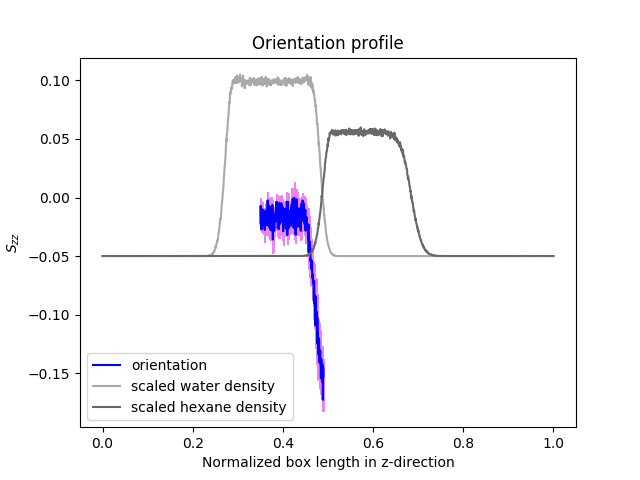 Orientation profile
0.10
0.05
0.00
−0.05
−0.10
−0.15
S_{zz}
orientation
scaled water density
scaled hexane density
0.0 0.2 0.4 0.6 0.8 1.0
Normalized box length in z-direction